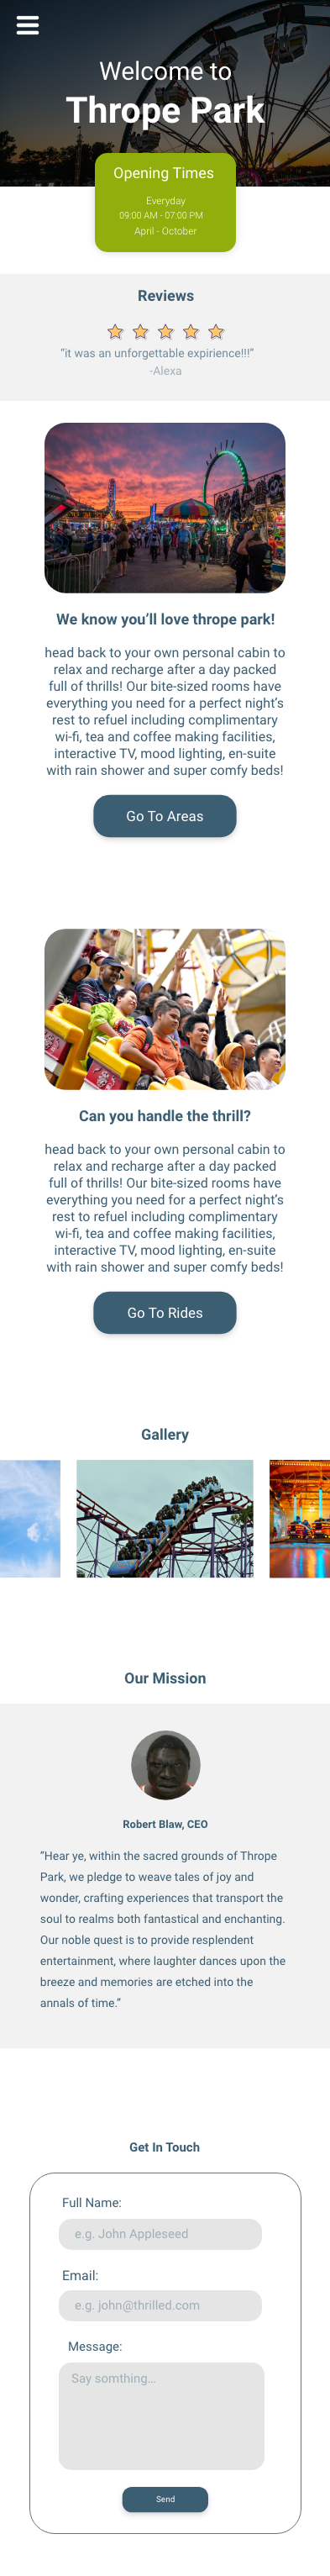 Welcome to
Thrope Park
Opening Times
Everyday
09:00 AM - 07:00 PM
April - October
Reviews
“it was an unforgettable expirience!!!”
-Alexa
We know you’ll love thrope park!
head back to your own personal cabin to
relax and recharge after a day packed
full of thrills! Our bite-sized rooms have
everything you need for a perfect night’s
rest to refuel including complimentary
wi-fi, tea and coffee making facilities,
interactive TV, mood lighting, en-suite
with rain shower and super comfy beds!
Go To Areas
Can you handle the thrill?
head back to your own personal cabin to
relax and recharge after a day packed
full of thrills! Our bite-sized rooms have
everything you need for a perfect night’s
rest to refuel including complimentary
wi-fi, tea and coffee making facilities,
interactive TV, mood lighting, en-suite
with rain shower and super comfy beds!
Go To Rides
Gallery
Our Mission
Robert Blaw, CEO
“Hear ye, within the sacred grounds of Thrope
Park, we pledge to weave tales of joy and
wonder, crafting experiences that transport the
soul to realms both fantastical and enchanting.
Our noble quest is to provide resplendent
entertainment, where laughter dances upon the
breeze and memories are etched into the
annals of time.”
Get In Touch
Full Name:
e.g. John Appleseed
Email:
e.g. john@thrilled.com
Message:
Say somthing...
Send